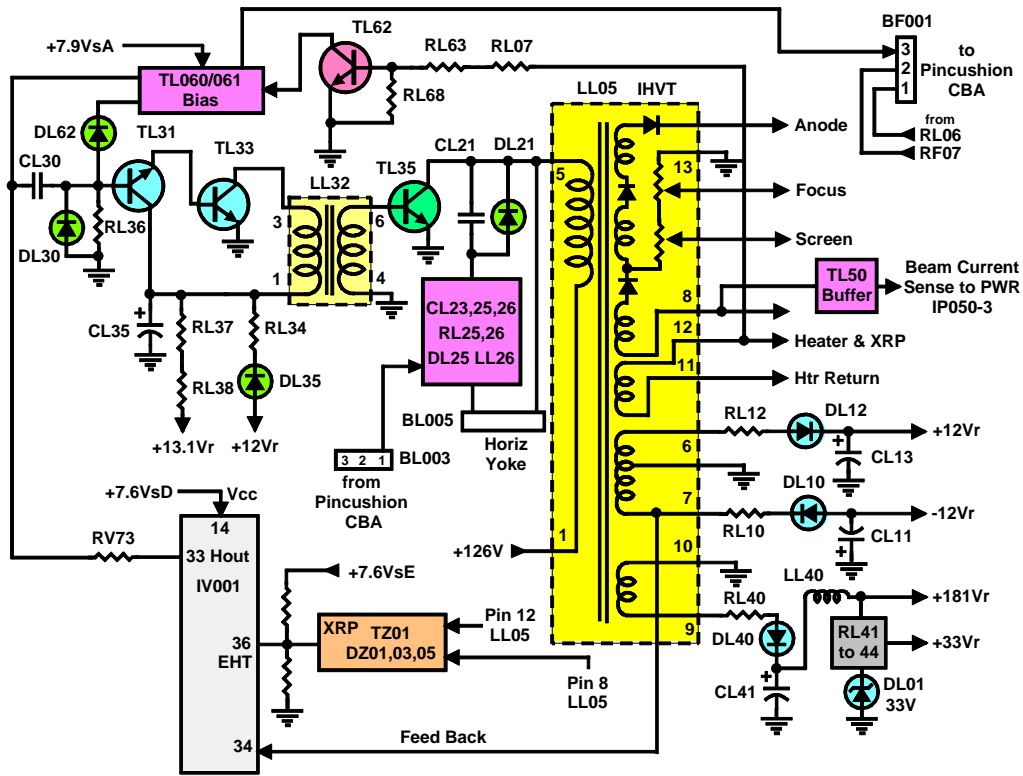 +7.9VsA
TL060/061
Bias
TL62
RL63
RL07
RL68
BF001
3
2
1
to
Pincushion
CBA
from
RL06
RF07
LL05
IHVT
Anode
13
Focus
Screen
DL62
TL31
CL30
TL33
RL36
DL30
LL32
3
6
1
4
TL35
CL21
DL21
5
CL23,25,26
RL25,26
DL25 LL26
TL50
Buffer
Beam Current
Sense to PWR
IP050-3
8
12
Heater & XRP
11
Htr Return
CL35
RL37
RL34
RL38
DL35
+13.1Vr
+12Vr
BL005
Horiz
Yoke
3 2 1
BL003
from
Pincushion
CBA
RL12
DL12
+12Vr
6
CL13
DL10
7
RL10
-12Vr
CL11
1
+126V
10
+7.6VsD
Vcc
14
RV73
33 Hout
IV001
+7.6VsE
36
EHT
XRP
TZ01
DZ01,03,05
Pin 12
LL05
Pin 8
LL05
9
RL40
LL40
+181Vr
DL40
RL41
to 44
+33Vr
CL41
DL01
33V
34
Feed Back